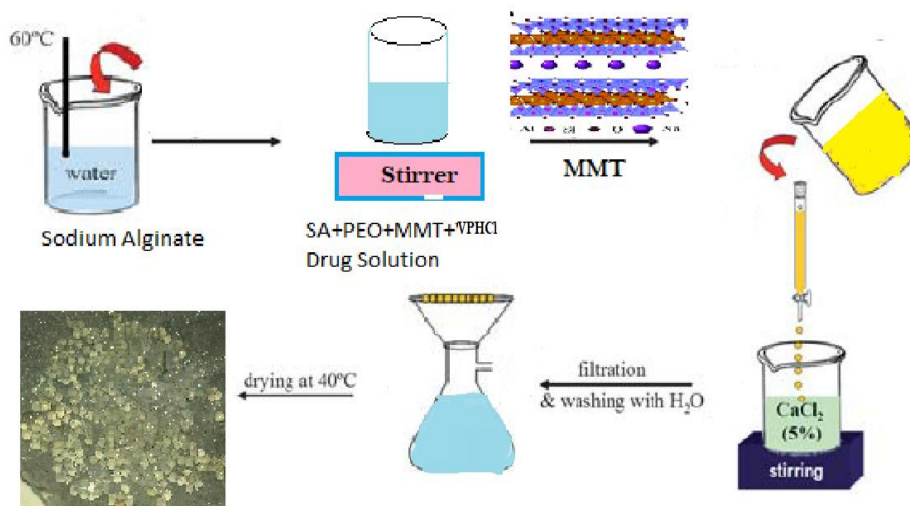 60°C
water
Sodium Alginate
Stirrer
SA+PEO+MMT+VPHCl
Drug Solution
MMT
CaCl₂
(5%)
stirring
filtration
& washing with H₂O
drying at 40°C